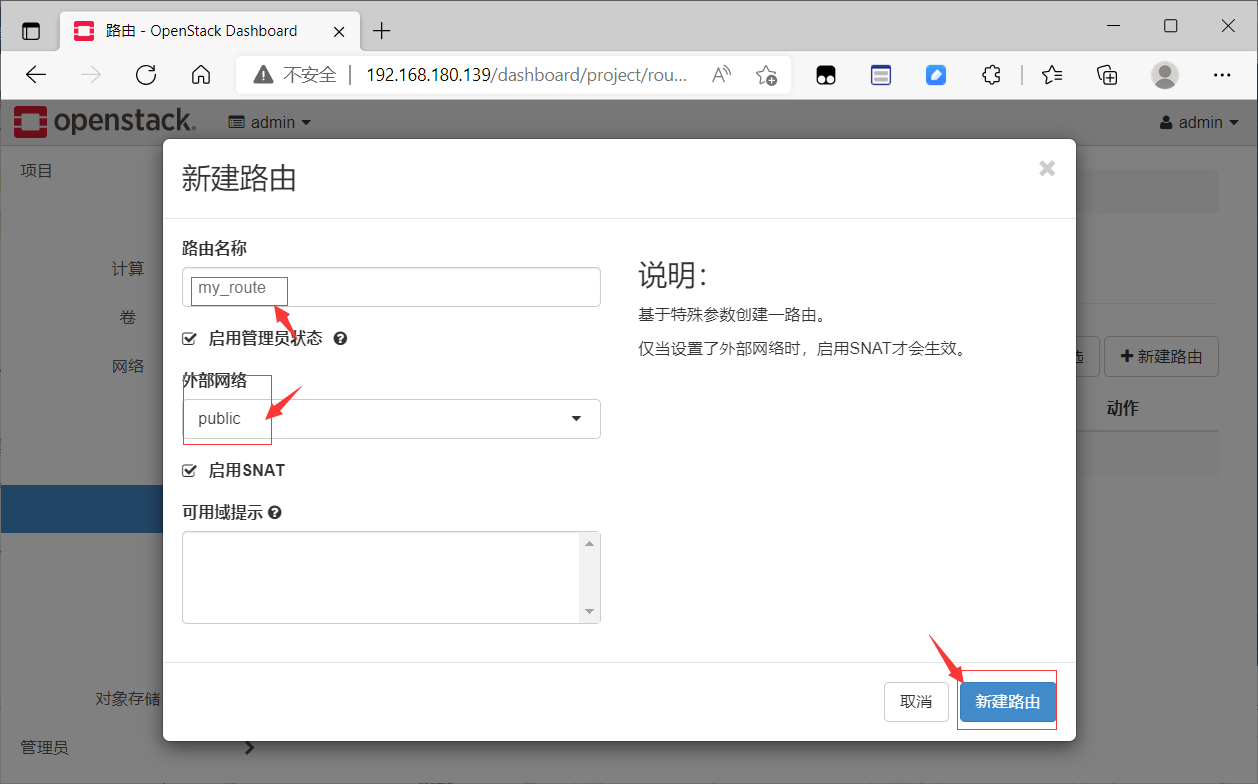 路由 - OpenStack Dashboard
不安全 192.168.180.139/dashboard/project/rou...
openstack. admin admin
项目
计算
卷
网络
对象存储
管理员
新建路由
路由名称
my_route
启用管理员状态
外部网络
public
启用SNAT
可用域提示
说明：
基于特殊参数创建一路由。
仅当设置了外部网络时，启用SNAT才会生效。
取消 新建路由
新建路由
动作